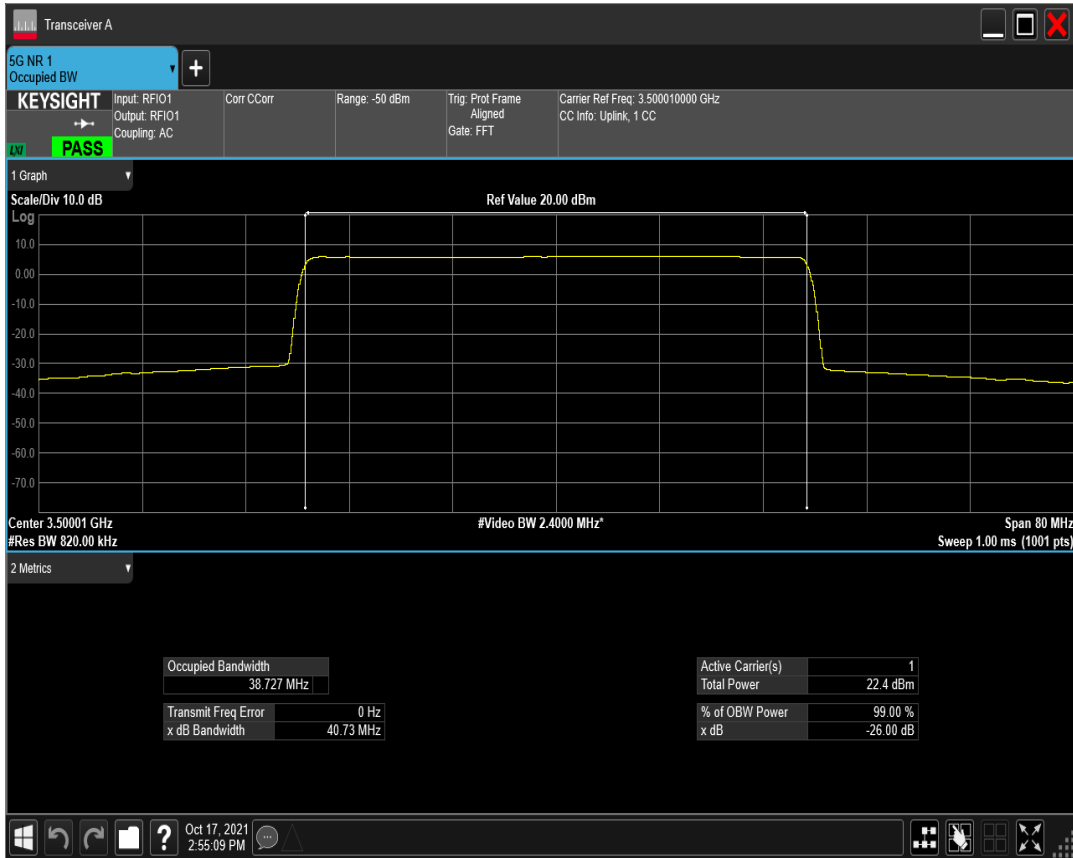 Transceiver A
5G NR 1
Occupied BW
+
KEYSIGHT
LXI
PASS
Input: RFIO1
Output: RFIO1
Coupling: AC
Corr CCorr
Range: -50 dBm
Trig: Prot Frame
Aligned
Gate: FFT
Carrier Ref Freq: 3.500010000 GHz
CC Info: Uplink, 1 CC
1 Graph
Scale/Div 10.0 dB
Ref Value 20.00 dBm
Log
10.0
0.00
-10.0
-20.0
-30.0
-40.0
-50.0
-60.0
-70.0
Center 3.50001 GHz
#Video BW 2.4000 MHz*
Span 80 MHz
#Res BW 820.00 kHz
Sweep 1.00 ms (1001 pts)
2 Metrics
Occupied Bandwidth
38.727 MHz
Transmit Freq Error 0 Hz
x dB Bandwidth 40.73 MHz
Active Carrier(s) 1
Total Power 22.4 dBm
% of OBW Power 99.00 %
x dB -26.00 dB
?
Oct 17, 2021
2:55:09 PM